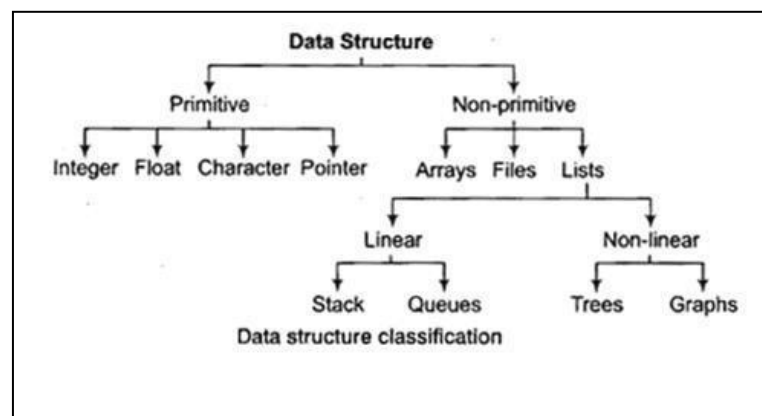 Data Structure
Primitive Non-primitive
Integer Float Character Pointer Arrays Files Lists
Linear Non-linear
Stack Queues Trees Graphs
Data structure classification